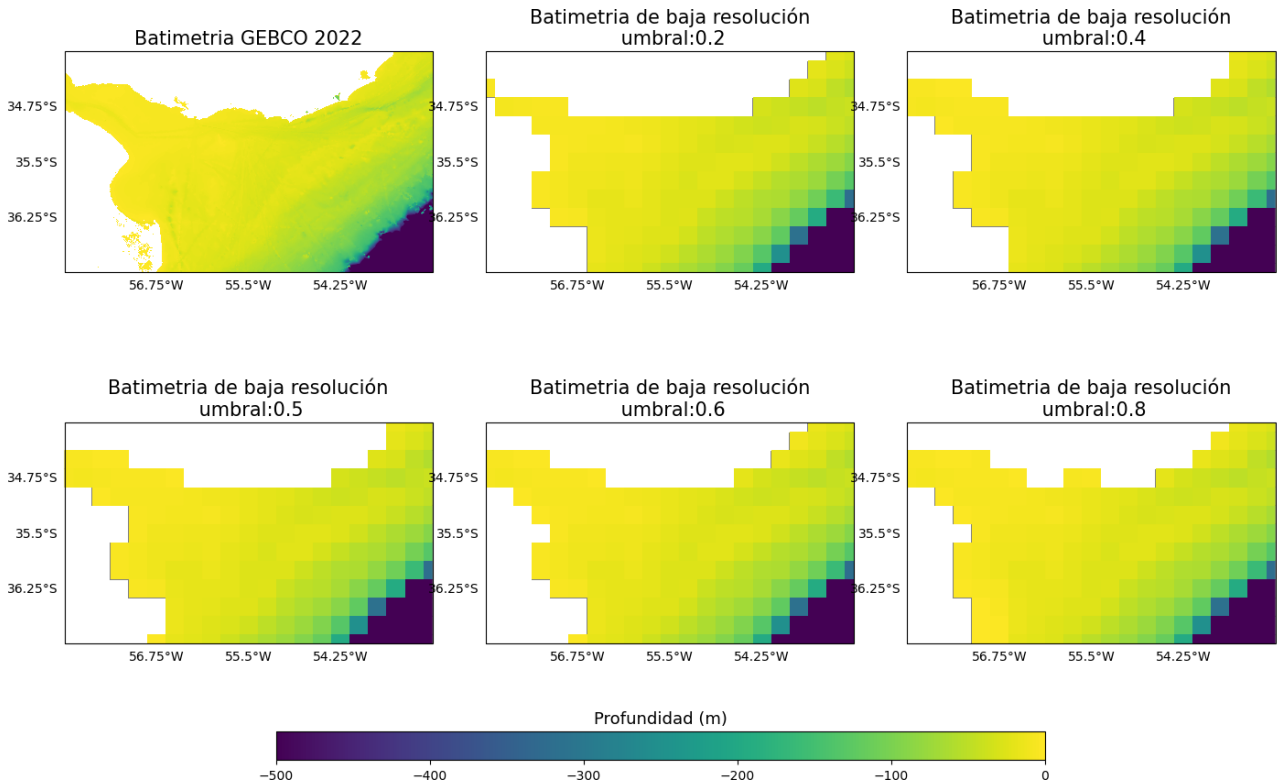 Batimetria GEBCO 2022
Batimetria de baja resolución
umbral:0.2
Batimetria de baja resolución
umbral:0.4
34.75°S
35.5°S
36.25°S
56.75°W
55.5°W
54.25°W
34.75°S
35.5°S
36.25°S
56.75°W
55.5°W
54.25°W
34.75°S
35.5°S
36.25°S
56.75°W
55.5°W
54.25°W
Batimetria de baja resolución
umbral:0.5
Batimetria de baja resolución
umbral:0.6
Batimetria de baja resolución
umbral:0.8
34.75°S
35.5°S
36.25°S
56.75°W
55.5°W
54.25°W
34.75°S
35.5°S
36.25°S
56.75°W
55.5°W
54.25°W
34.75°S
35.5°S
36.25°S
56.75°W
55.5°W
54.25°W
Profundidad (m)
−500
−400
−300
−200
−100
0